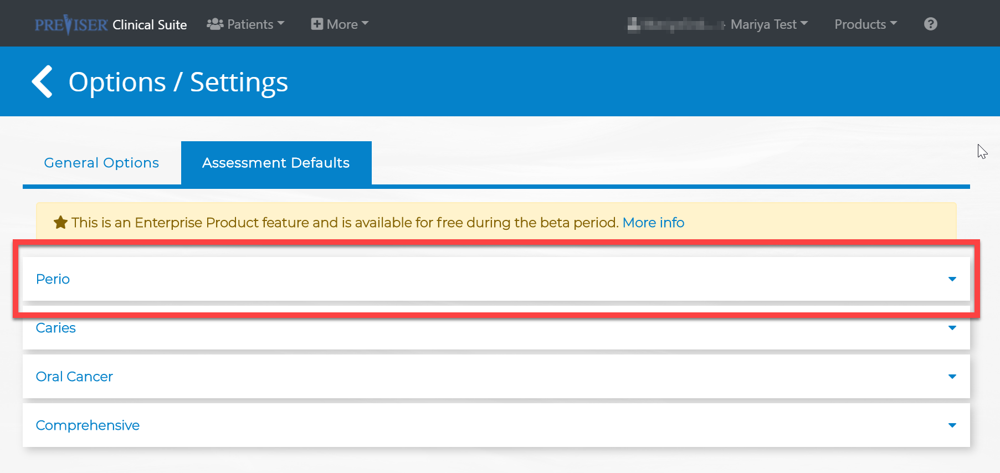 PREVISER Clinical Suite Patients More Mariya Test Products
Options / Settings
General Options Assessment Defaults
This is an Enterprise Product feature and is available for free during the beta period. More info
Perio
Caries
Oral Cancer
Comprehensive